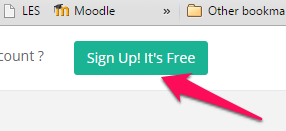 LES Moodle » Other bookma
count ? Sign Up! It's Free